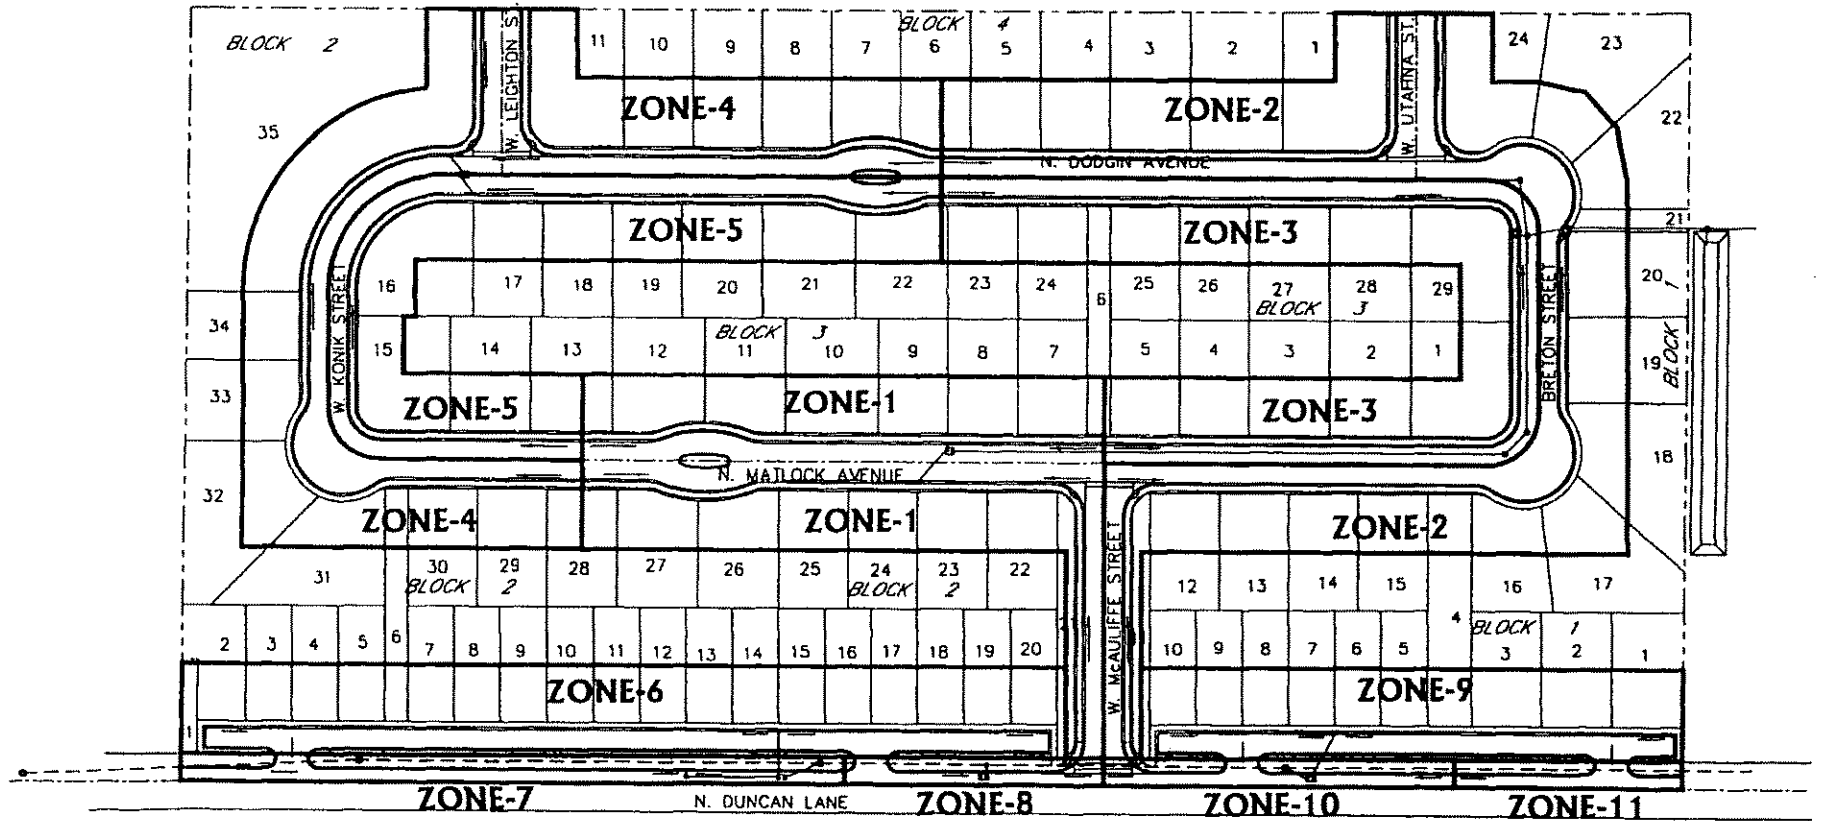 BLOCK 2
W. LEIGHTON ST.
11 10 9 8 7 6 5 4 3 2 1
BLOCK 4
W. UTAHNA ST.
24 23
22
35
ZONE-4 ZONE-2
N. DODGIN AVENUE
21
ZONE-5 ZONE-3
W. KONIK STREET
BRETON STREET
16 17 18 19 20 21 22 23 24 6 25 26 27 28 29
BLOCK 3
20
BLOCK 1
34
15 14 13 12 11 10 9 8 7 5 4 3 2 1
BLOCK 3
19
33
ZONE-5 ZONE-1 ZONE-3
N. MATLOCK AVENUE
18
32
ZONE-4 ZONE-1 ZONE-2
W. McAULIFFE STREET
31 30 29 28 27 26 25 24 23 22
BLOCK 2
BLOCK 2
12 13 14 15 16 17
4
BLOCK 1
2 3 4 5 6 7 8 9 10 11 12 13 14 15 16 17 18 19 20
10 9 8 7 6 5 3 2 1
ZONE-6 ZONE-9
1
ZONE-7 N. DUNCAN LANE ZONE-8 ZONE-10 ZONE-11